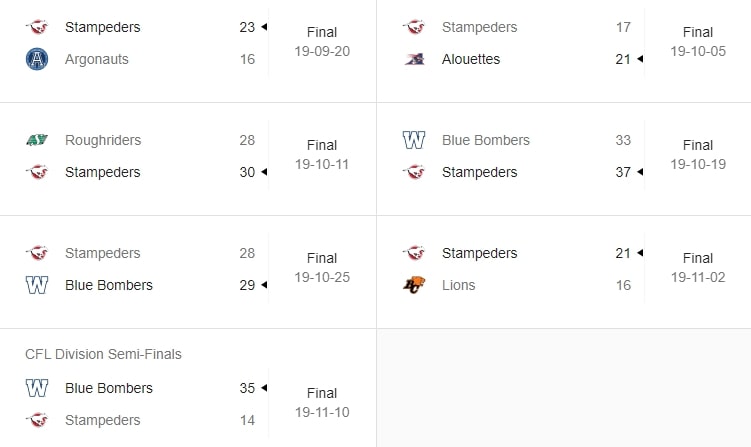 Stampeders 23 Final
Argonauts 16 19-09-20
Stampeders 17 Final
Alouettes 21 19-10-05
Roughriders 28 Final
Stampeders 30 19-10-11
Blue Bombers 33 Final
Stampeders 37 19-10-19
Stampeders 28 Final
Blue Bombers 29 19-10-25
Stampeders 21 Final
Lions 16 19-11-02
CFL Division Semi-Finals
Blue Bombers 35 Final
Stampeders 14 19-11-10